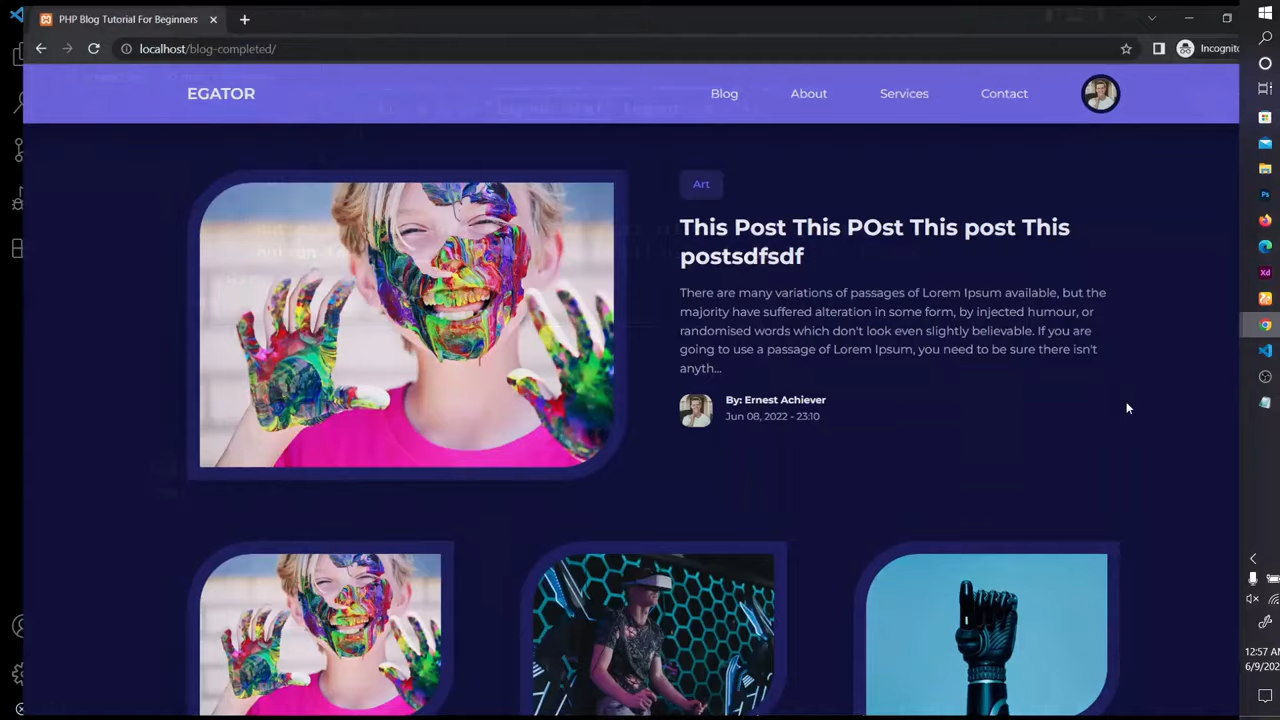 PHP Blog Tutorial For Beginners
localhost/blog-completed/
Incognito
EGATOR
Blog
About
Services
Contact
Art
This Post This POst This post This
postsdfsdf
There are many variations of passages of Lorem Ipsum available, but the
majority have suffered alteration in some form, by injected humour, or
randomised words which don't look even slightly believable. If you are
going to use a passage of Lorem Ipsum, you need to be sure there isn't
anyth...
By: Ernest Achiever
Jun 08, 2022 - 23:10
Ps
Xd
12:57 AM